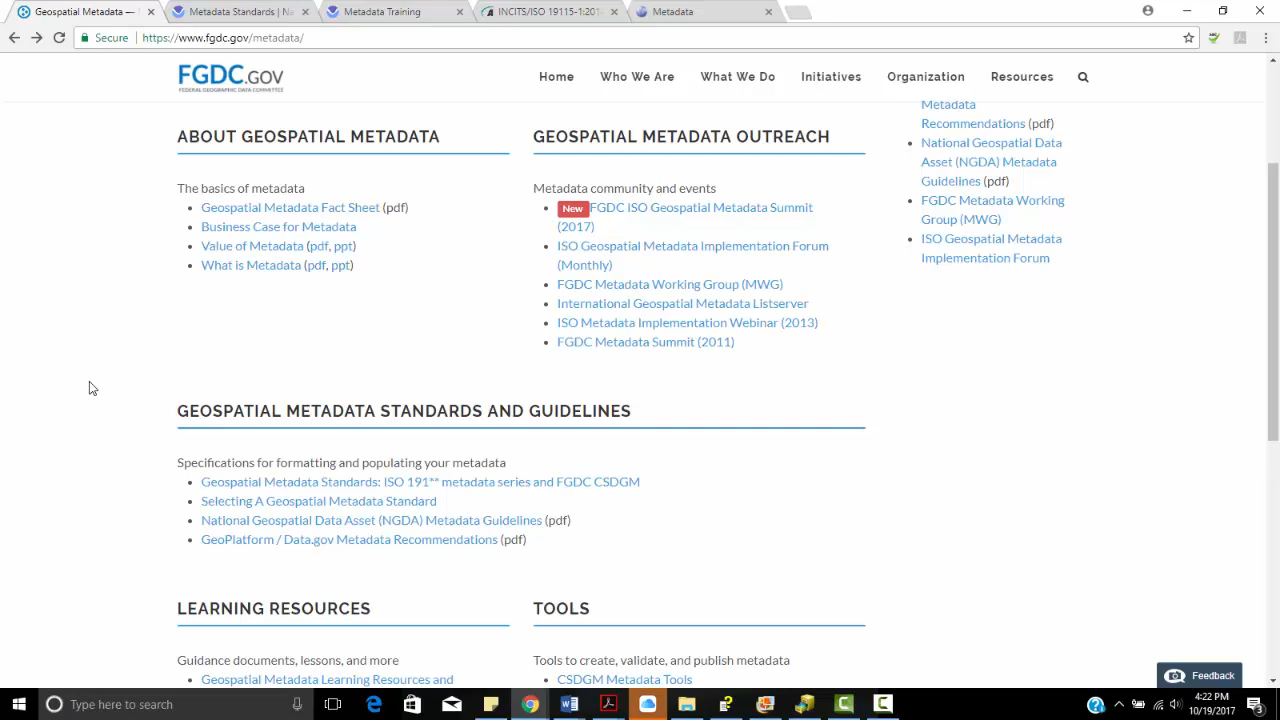 Geospatial Metadata —
Metadata Standards | Na
Metadata Training
INCITS/ISO 19115-1:2014
Metadata
Secure
https://www.fgdc.gov/metadata/
FGDC.GOV
FEDERAL GEOGRAPHIC DATA COMMITTEE
Home
Who We Are
What We Do
Initiatives
Organization
Resources
ABOUT GEOSPATIAL METADATA
The basics of metadata
Geospatial Metadata Fact Sheet (pdf)
Business Case for Metadata
Value of Metadata (pdf, ppt)
What is Metadata (pdf, ppt)
GEOSPATIAL METADATA OUTREACH
Metadata community and events
New FGDC ISO Geospatial Metadata Summit
(2017)
ISO Geospatial Metadata Implementation Forum
(Monthly)
FGDC Metadata Working Group (MWG)
International Geospatial Metadata Listserver
ISO Metadata Implementation Webinar (2013)
FGDC Metadata Summit (2011)
Metadata
Recommendations (pdf)
National Geospatial Data
Asset (NGDA) Metadata
Guidelines (pdf)
FGDC Metadata Working
Group (MWG)
ISO Geospatial Metadata
Implementation Forum
GEOSPATIAL METADATA STANDARDS AND GUIDELINES
Specifications for formatting and populating your metadata
Geospatial Metadata Standards: ISO 191** metadata series and FGDC CSDGM
Selecting A Geospatial Metadata Standard
National Geospatial Data Asset (NGDA) Metadata Guidelines (pdf)
GeoPlatform / Data.gov Metadata Recommendations (pdf)
LEARNING RESOURCES
Guidance documents, lessons, and more
Geospatial Metadata Learning Resources and
TOOLS
Tools to create, validate, and publish metadata
CSDGM Metadata Tools
Feedback
Type here to search
4:22 PM
10/19/2017